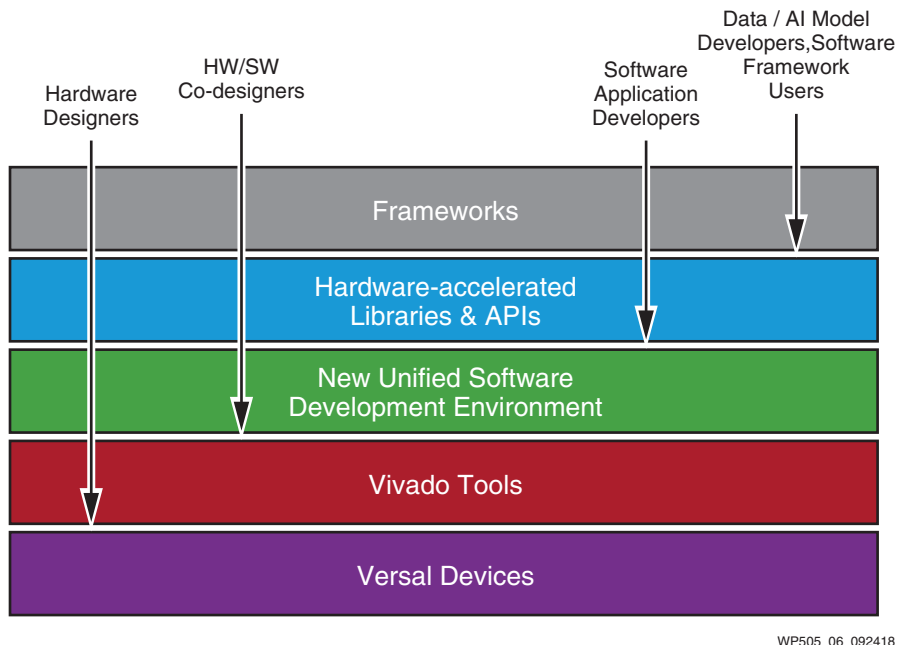 Data / AI Model
Developers,Software
Framework
Users
HW/SW
Co-designers
Software
Application
Developers
Hardware
Designers
Frameworks
Hardware-accelerated
Libraries & APIs
New Unified Software
Development Environment
Vivado Tools
Versal Devices
WP505_06_092418